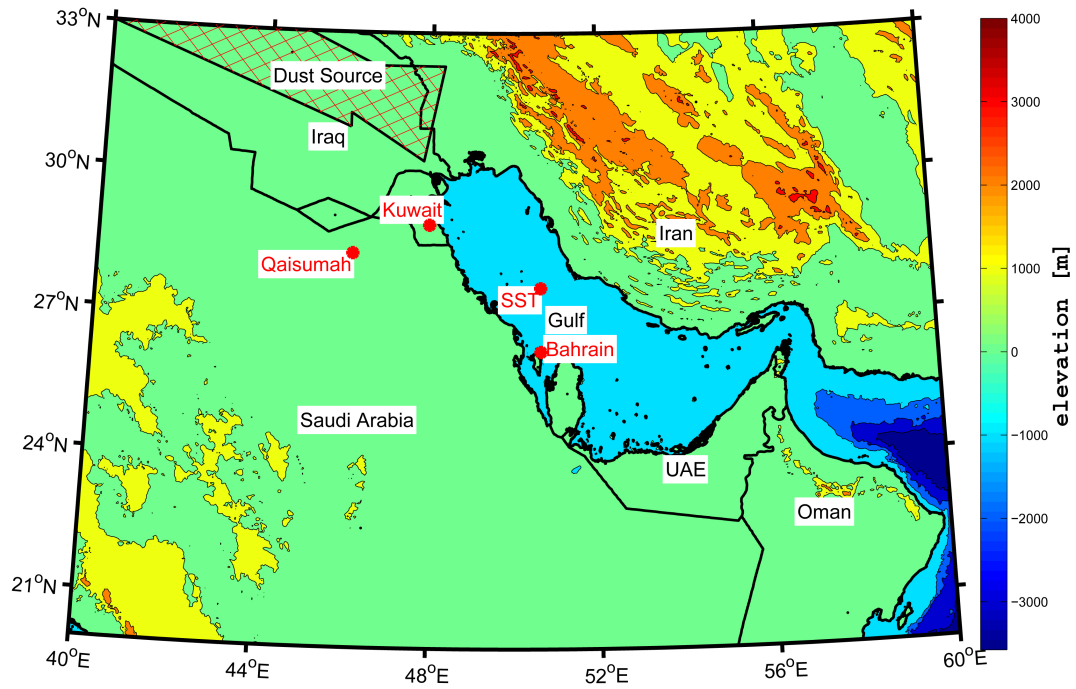 33°N
30°N
27°N
24°N
21°N
40°E
44°E
48°E
52°E
56°E
60°E
Dust Source
Iraq
Kuwait
Qaisumah
Iran
SST
Gulf
Bahrain
Saudi Arabia
UAE
Oman
4000
3000
2000
1000
0
−1000
−2000
−3000
elevation [m]